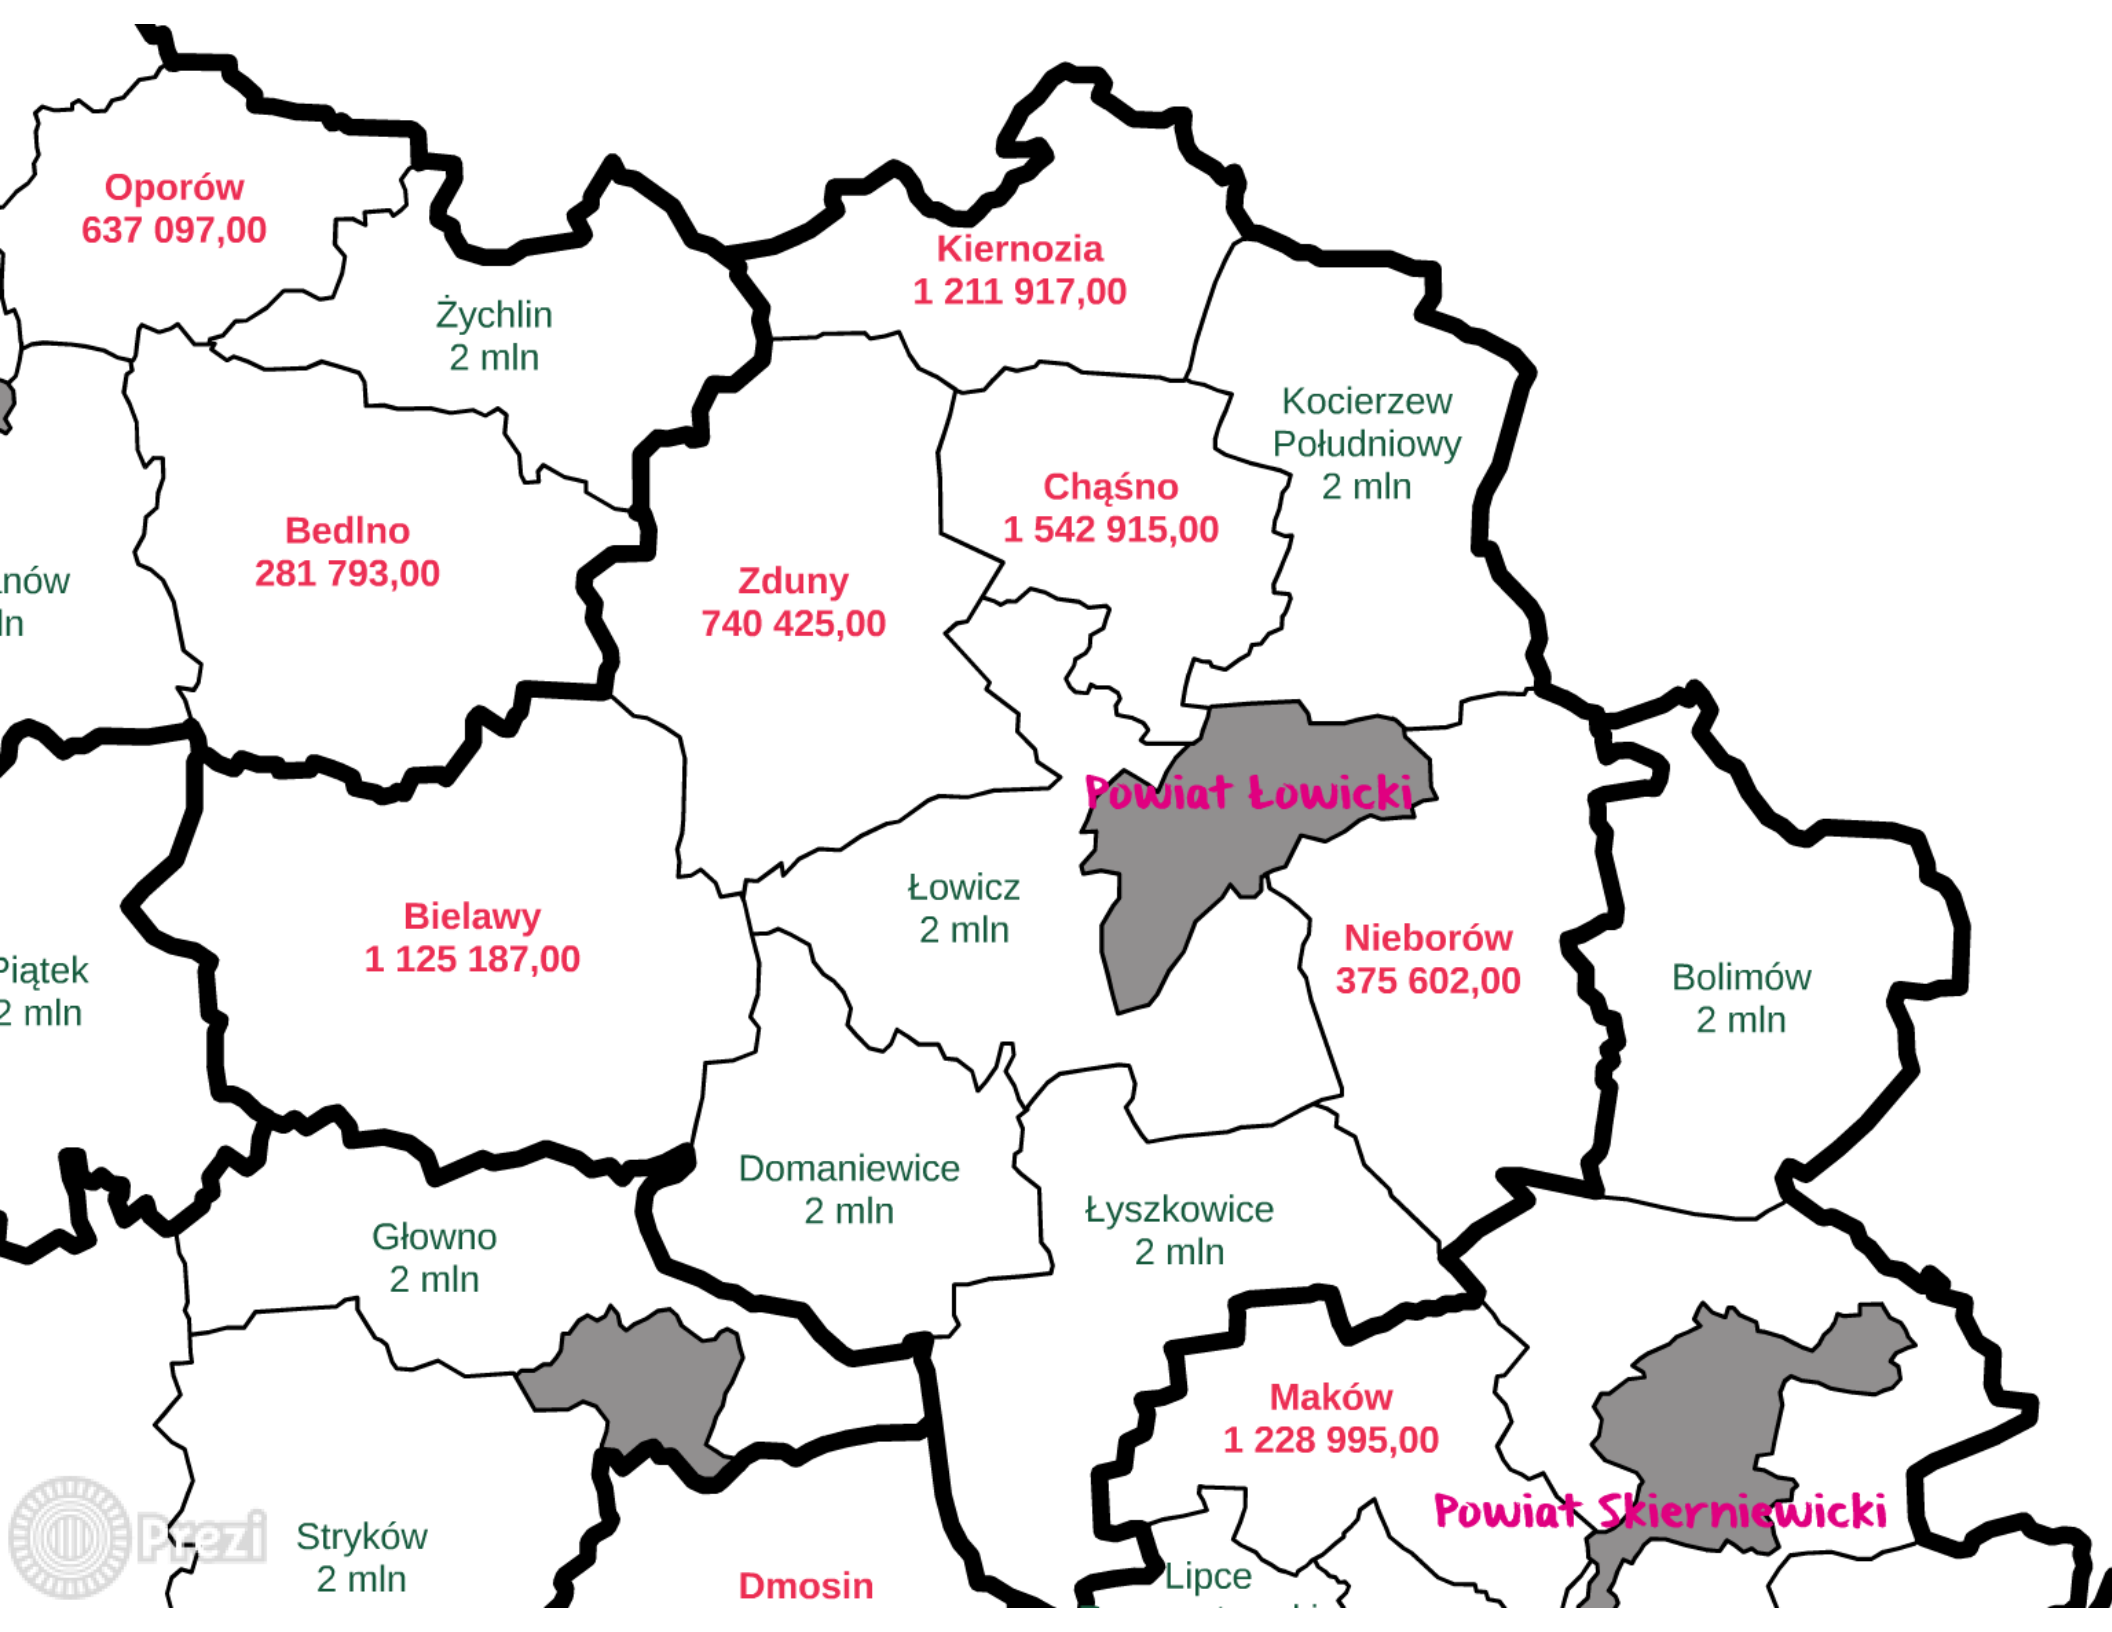 Oporów
637 097,00
Kiernozia
1 211 917,00
Żychlin
2 mln
Kocierzew
Południowy
2 mln
Chąśno
1 542 915,00
Bedlno
281 793,00
Zduny
740 425,00
nów
ln
Powiat Łowicki
Łowicz
2 mln
Bielawy
1 125 187,00
Nieborów
375 602,00
Piątek
2 mln
Bolimów
2 mln
Domaniewice
2 mln
Łyszkowice
2 mln
Głowno
2 mln
Maków
1 228 995,00
Powiat Skierniewicki
Stryków
2 mln
Prezi
Dmosin
Lipce